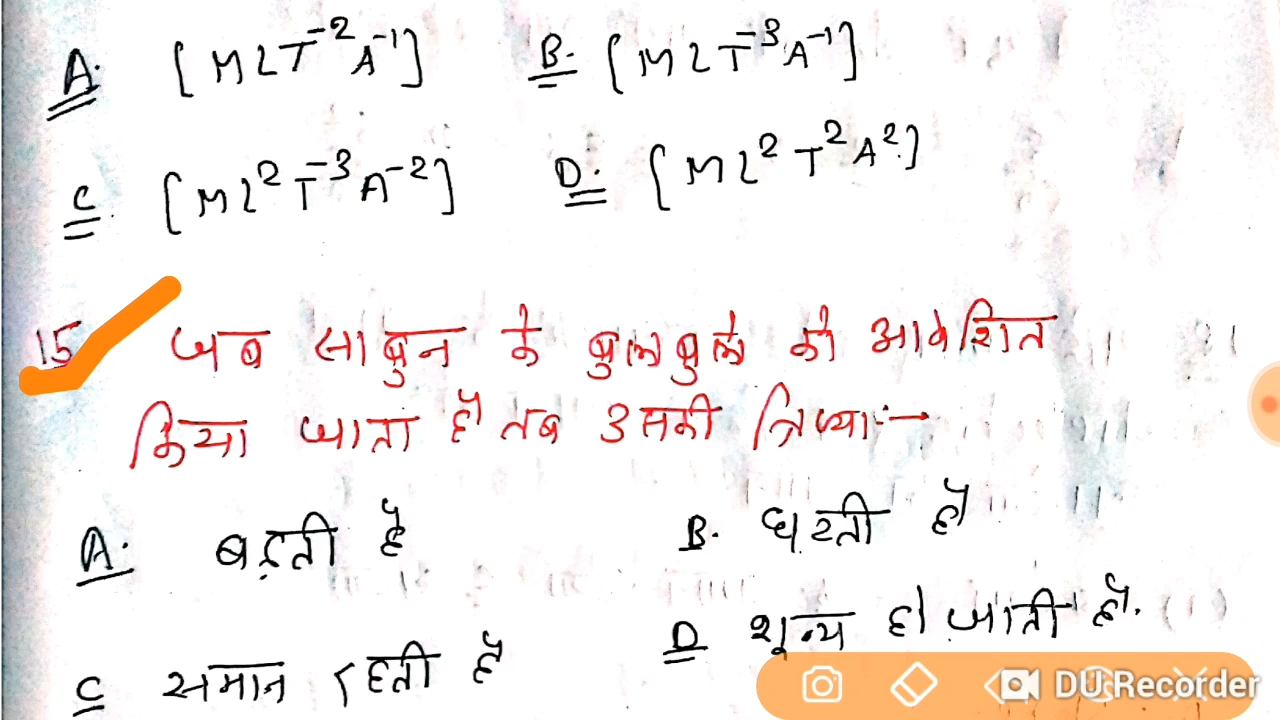 A. [MLT⁻²A⁻¹] B. [MLT⁻³A⁻¹]
C. [ML²T⁻³A⁻²] D. [ML²T²A²]
15 जब साबुन के बुलबुले को आवेशित
किया जाता है तब उसकी त्रिज्या:→
A. बढ़ती है B. घटती है
C समान रहती है D शून्य हो जाती है.
DU Recorder